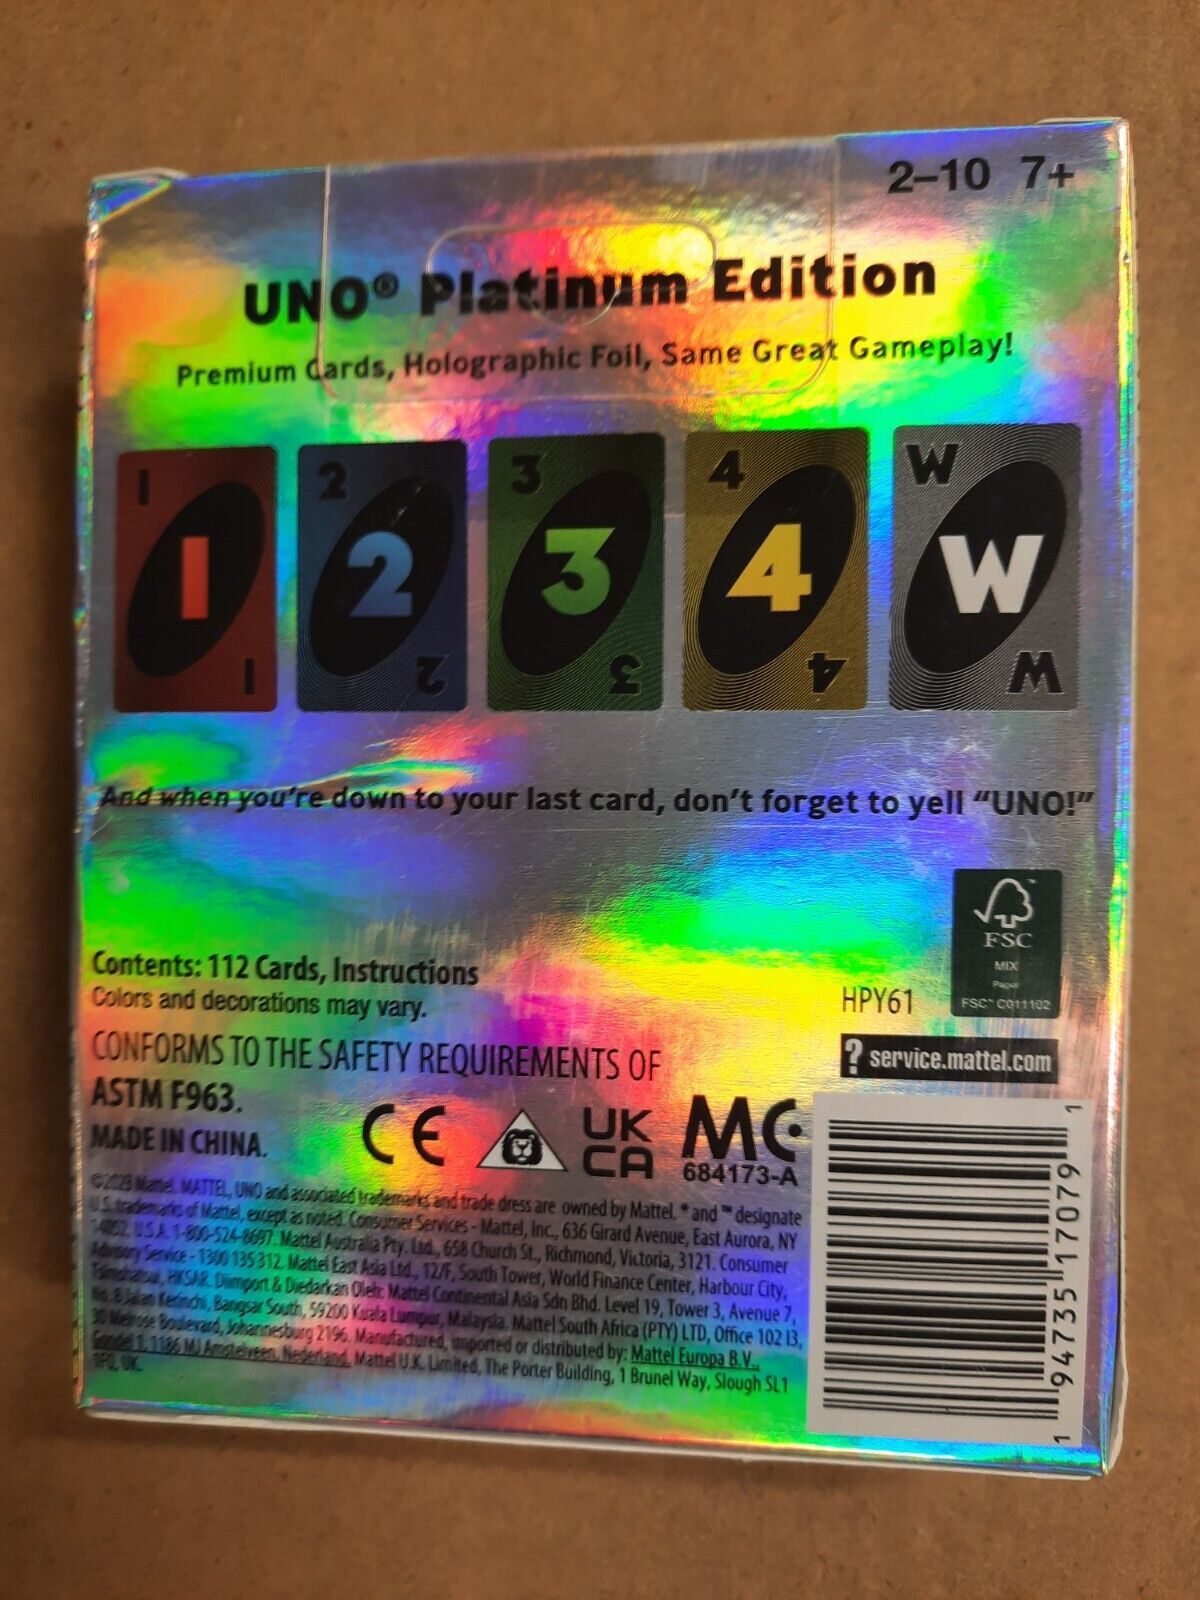 2–10 7+
UNO® Platinum Edition
Premium Cards, Holographic Foil, Same Great Gameplay!
1 2 3 4 W
1 2 3 4 W
1 2 3 4 W
And when you're down to your last card, don't forget to yell “UNO!”
FSC
MIX
Paper
FSC™ C011102
Contents: 112 Cards, Instructions
Colors and decorations may vary.
HPY61
CONFORMS TO THE SAFETY REQUIREMENTS OF
ASTM F963.
? service.mattel.com
MADE IN CHINA.
CE
UK
CA
MC
684173-A
©2023 Mattel. MATTEL, UNO and associated trademarks and trade dress are owned by Mattel. ® and ™ designate
U.S. trademarks of Mattel, except as noted. Consumer Services - Mattel, Inc., 636 Girard Avenue, East Aurora, NY
14052. U.S.A. 1-800-524-8697. Mattel Australia Pty. Ltd., 658 Church St., Richmond, Victoria, 3121. Consumer
Advisory Service - 1300 135 312. Mattel East Asia Ltd., 12/F, South Tower, World Finance Center, Harbour City,
Tsimshatsui, HKSAR. Diimport & Diedarkan Oleh: Mattel Continental Asia Sdn Bhd. Level 19, Tower 3, Avenue 7,
No. 8 Jalan Kerinchi, Bangsar South, 59200 Kuala Lumpur, Malaysia. Mattel South Africa (PTY) LTD, Office 102 I3,
30 Melrose Boulevard, Johannesburg 2196. Manufactured, imported or distributed by: Mattel Europa B.V.,
Gondel 1, 1186 MJ Amstelveen, Nederland. Mattel U.K. Limited, The Porter Building, 1 Brunel Way, Slough SL1
1FQ, UK.
1 94735 17079 1